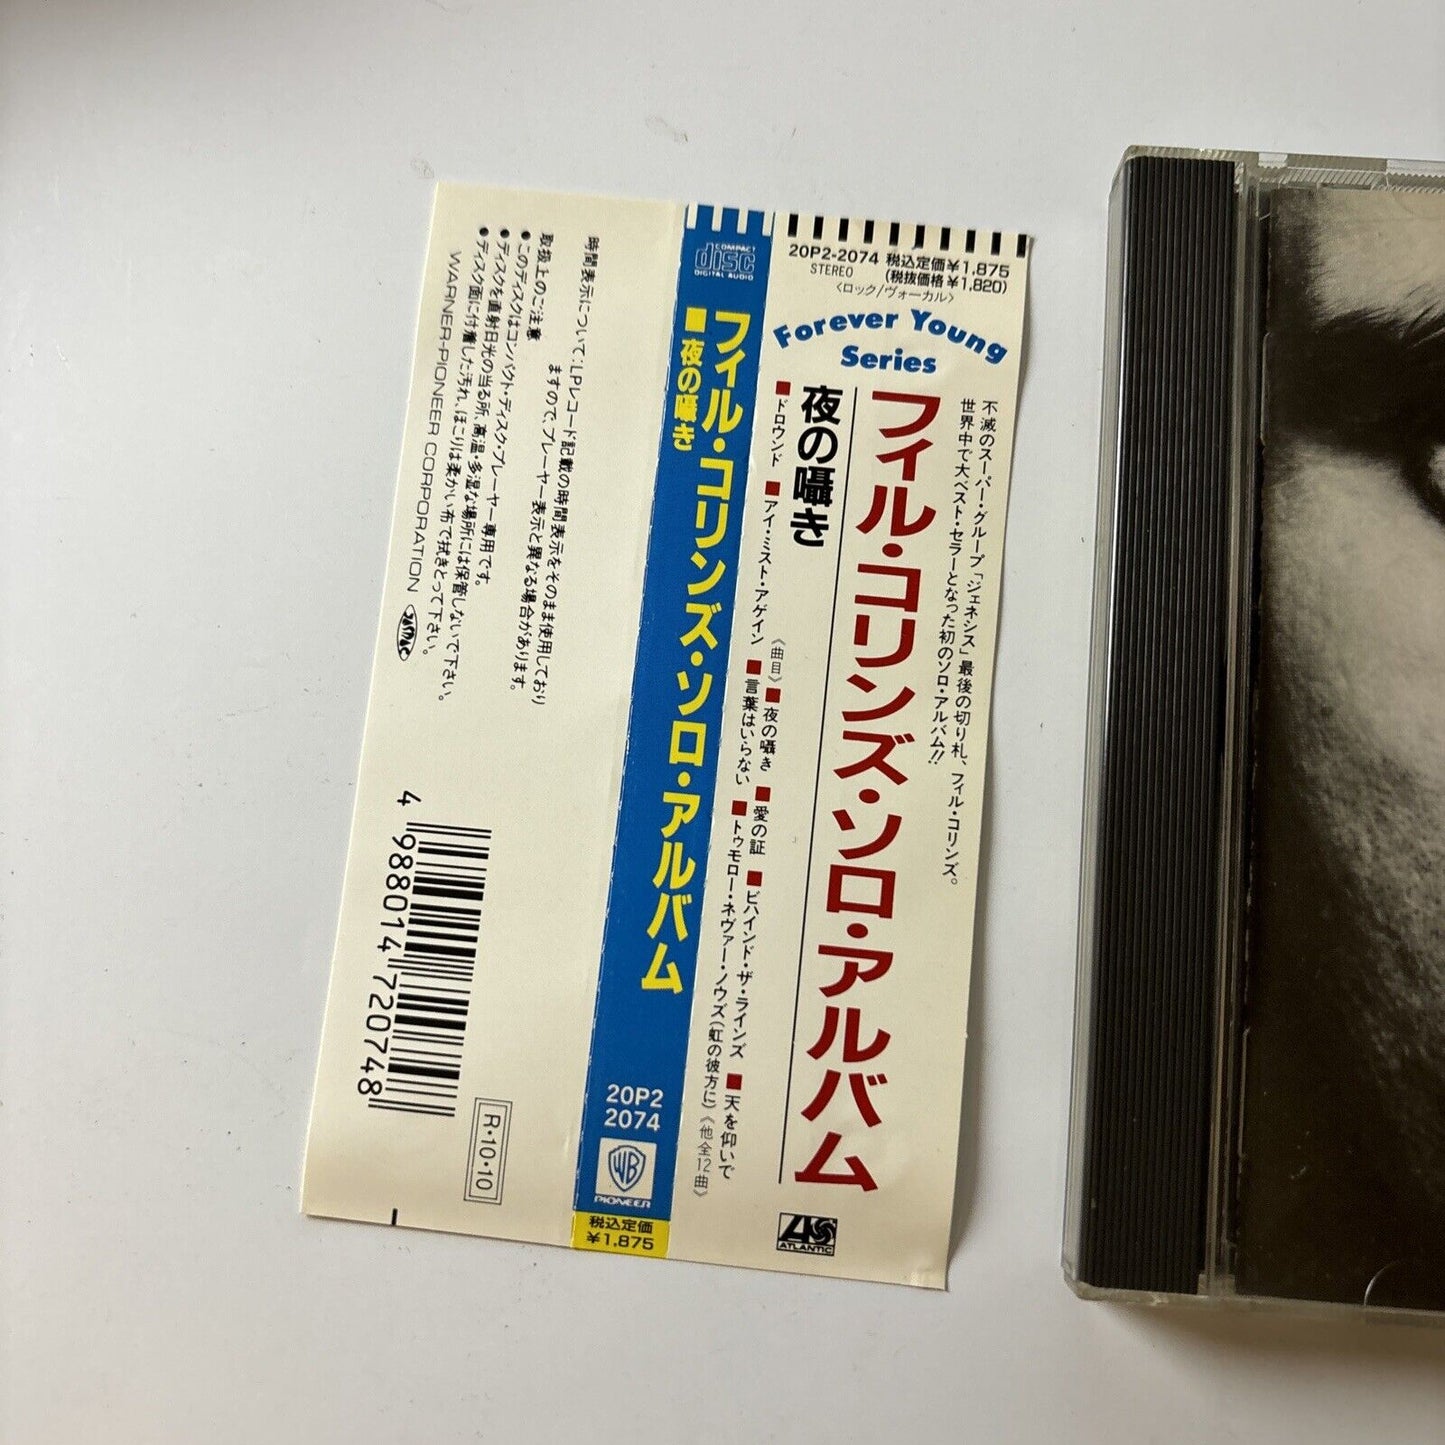 20P2-2074 税込定価¥1,875
STEREO (税抜価格¥1,820)
〈ロック/ヴォーカル〉
Forever Young
Series
不滅のスーパー・グループ「ジェネシス」最後の切り札、フィル・コリンズ。
世界中で大ベスト・セラーとなった初のソロ・アルバム!!
フィル・コリンズ・ソロ・アルバム
夜の囁き
《曲目》■夜の囁き ■愛の証 ■ビハインド・ザ・ラインズ ■天を仰いで
■ドロウンド ■アイ・ミスト・アゲイン ■言葉はいらない ■トゥモロー・ネヴァー・ノウズ(虹の彼方に)《他全12曲》
ATLANTIC
COMPACT
disc
DIGITAL AUDIO
フィル・コリンズ・ソロ・アルバム
■夜の囁き
20P2
2074
WB
PIONEER
税込定価
¥1,875
時間表示について:LPレコード記載の時間表示をそのまま使用しており
ますので、プレーヤー表示と異なる場合があります。
取扱上のご注意
●このディスクはコンパクト・ディスク・プレーヤー専用です。
●ディスクを直射日光の当る所、高温・多湿な場所には保管しないで下さい。
●ディスク面に付着した汚れ、ほこりは柔かい布で拭きとって下さい。
WARNER-PIONEER CORPORATION
4 988014 720748
R・10・10